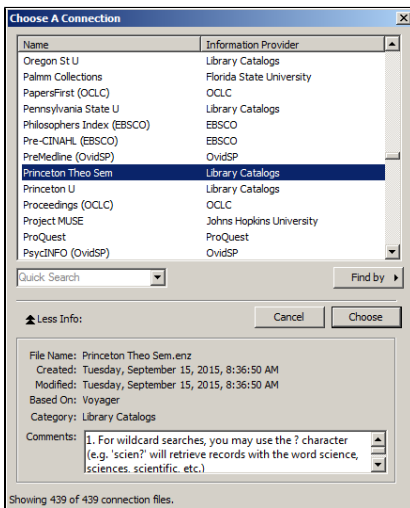 Choose A Connection
Name Information Provider
Oregon St U Library Catalogs
Palmm Collections Florida State University
PapersFirst (OCLC) OCLC
Pennsylvania State U Library Catalogs
Philosophers Index (EBSCO) EBSCO
Pre-CINAHL (EBSCO) EBSCO
PreMedline (OvidSP) OvidSP
Princeton Theo Sem Library Catalogs
Princeton U Library Catalogs
Proceedings (OCLC) OCLC
Project MUSE Johns Hopkins University
ProQuest ProQuest
PsycINFO (OvidSP) OvidSP
Quick Search Find by
Less Info: Cancel Choose
File Name: Princeton Theo Sem.enz
Created: Tuesday, September 15, 2015, 8:36:50 AM
Modified: Tuesday, September 15, 2015, 8:36:50 AM
Based On: Voyager
Category: Library Catalogs
Comments: 1. For wildcard searches, you may use the ? character
(e.g. 'scien?' will retrieve records with the word science,
sciences, scientific, etc.)
Showing 439 of 439 connection files.